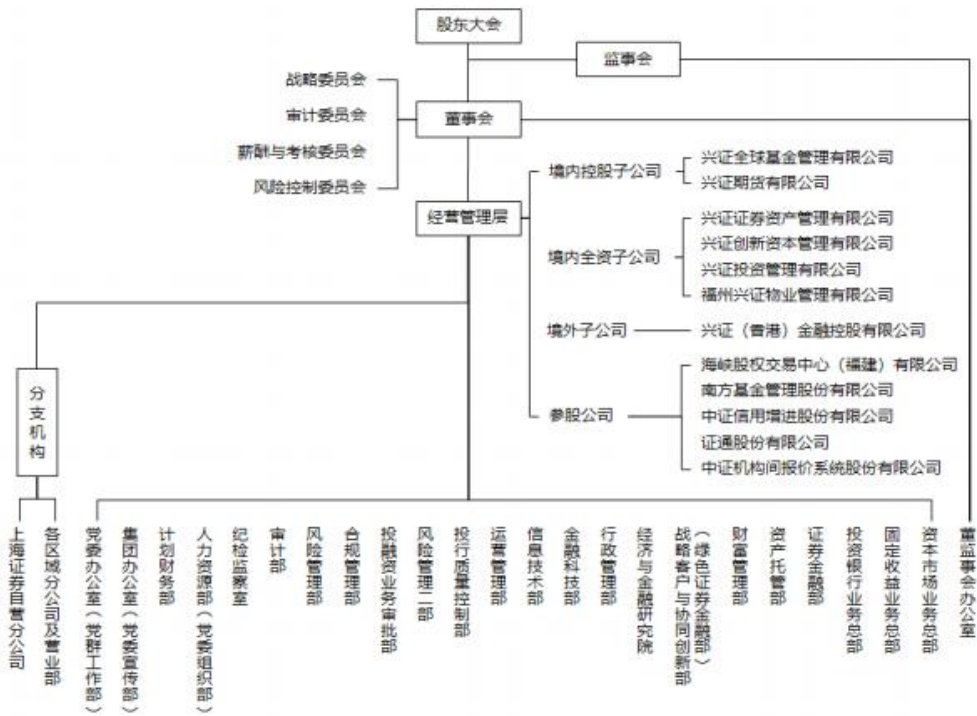 股东大会
监事会
战略委员会
审计委员会
薪酬与考核委员会
风险控制委员会
董事会
经营管理层
境内控股子公司
兴证全球基金管理有限公司
兴证期货有限公司
境内全资子公司
兴证证券资产管理有限公司
兴证创新资本管理有限公司
兴证投资管理有限公司
福州兴证物业管理有限公司
境外子公司
兴证（香港）金融控股有限公司
参股公司
海峡股权交易中心（福建）有限公司
南方基金管理股份有限公司
中证信用增进股份有限公司
证通股份有限公司
中证机构间报价系统股份有限公司
分支机构
上海证券自营分公司
各区域分公司及营业部
党委办公室（党群工作部）
集团办公室（党委宣传部）
计划财务部
人力资源部（党委组织部）
纪检监察室
审计部
风险管理部
合规管理部
投融资业务审批部
风险管理二部
投行质量控制部
运营管理部
信息技术部
金融科技部
行政管理部
经济与金融研究院
战略客户与协同创新部
（绿色证券金融部）
财富管理部
资产托管部
证券金融部
投资银行业务总部
固定收益业务总部
资本市场业务总部
董监事会办公室